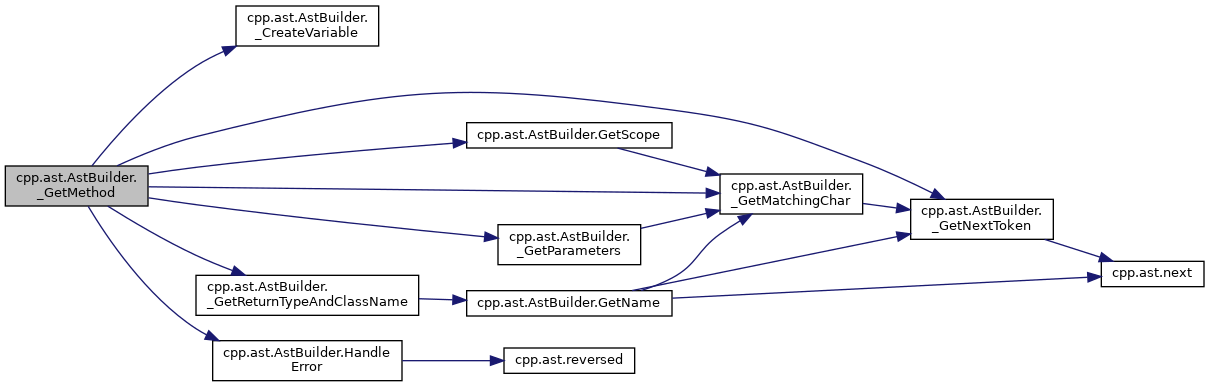 cpp.ast.AstBuilder.
_CreateVariable
cpp.ast.AstBuilder.GetScope
cpp.ast.AstBuilder.
_GetMethod
cpp.ast.AstBuilder.
_GetMatchingChar
cpp.ast.AstBuilder.
_GetNextToken
cpp.ast.AstBuilder.
_GetParameters
cpp.ast.next
cpp.ast.AstBuilder.
_GetReturnTypeAndClassName
cpp.ast.AstBuilder.GetName
cpp.ast.AstBuilder.Handle
Error
cpp.ast.reversed